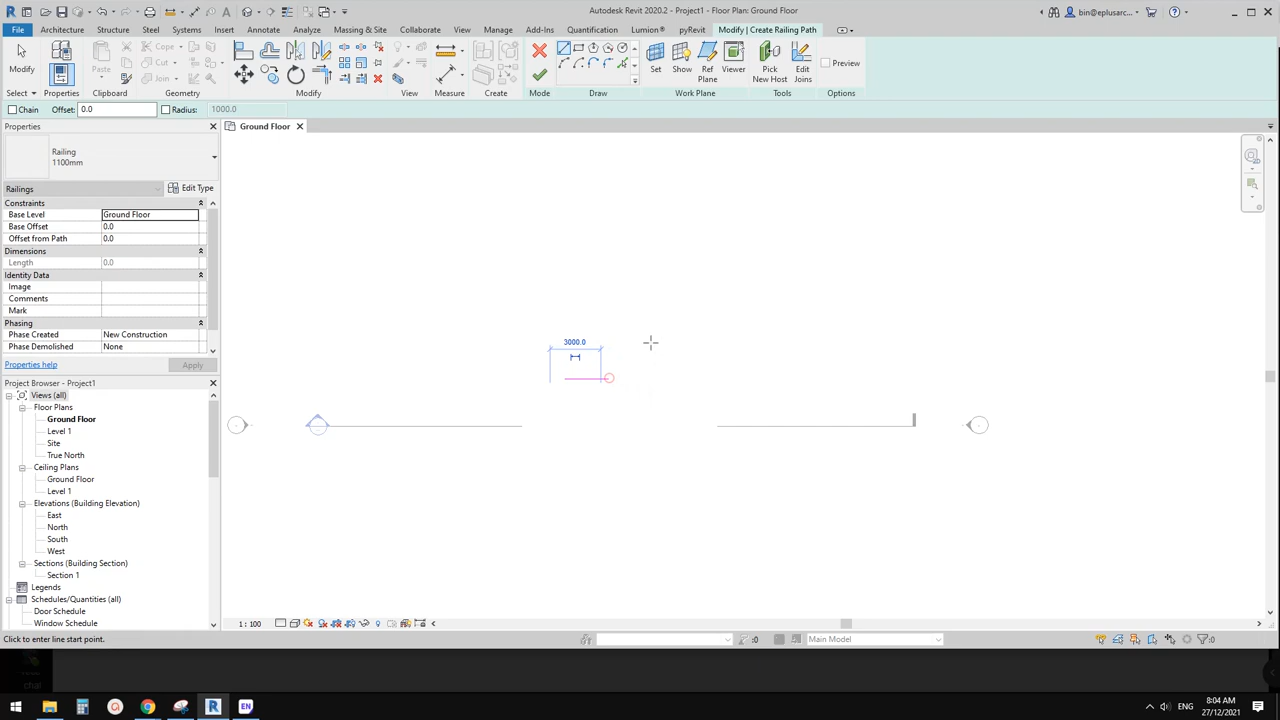 Autodesk Revit 2020.2 - Project1 - Floor Plan: Ground Floor
bin@eplusarc...
File Architecture Structure Steel Systems Insert Annotate Analyze Massing & Site Collaborate View Manage Add-Ins Quantification Lumion® pyRevit Modify | Create Railing Path
Modify
Paste
Cope
Cut
Join
Set Show Ref Plane Viewer
Pick New Host
Edit Joins
Preview
Select Properties Clipboard Geometry Modify View Measure Create Mode Draw Work Plane Tools Options
Chain Offset: 0.0 Radius: 1000.0
Properties
Ground Floor
Railing
1100mm
Railings Edit Type
Constraints
Base Level Ground Floor
Base Offset 0.0
Offset from Path 0.0
Dimensions
Length 0.0
Identity Data
Image
Comments
Mark
Phasing
Phase Created New Construction
Phase Demolished None
Properties help Apply
3000.0
Project Browser - Project1
Views (all)
Floor Plans
Ground Floor
Level 1
Site
True North
Ceiling Plans
Ground Floor
Level 1
Elevations (Building Elevation)
East
North
South
West
Sections (Building Section)
Section 1
Legends
Schedules/Quantities (all)
Door Schedule
Window Schedule
1 : 100
Click to enter line start point.
:0 Main Model :0
chai
EN
ENG 8:04 AM
27/12/2021